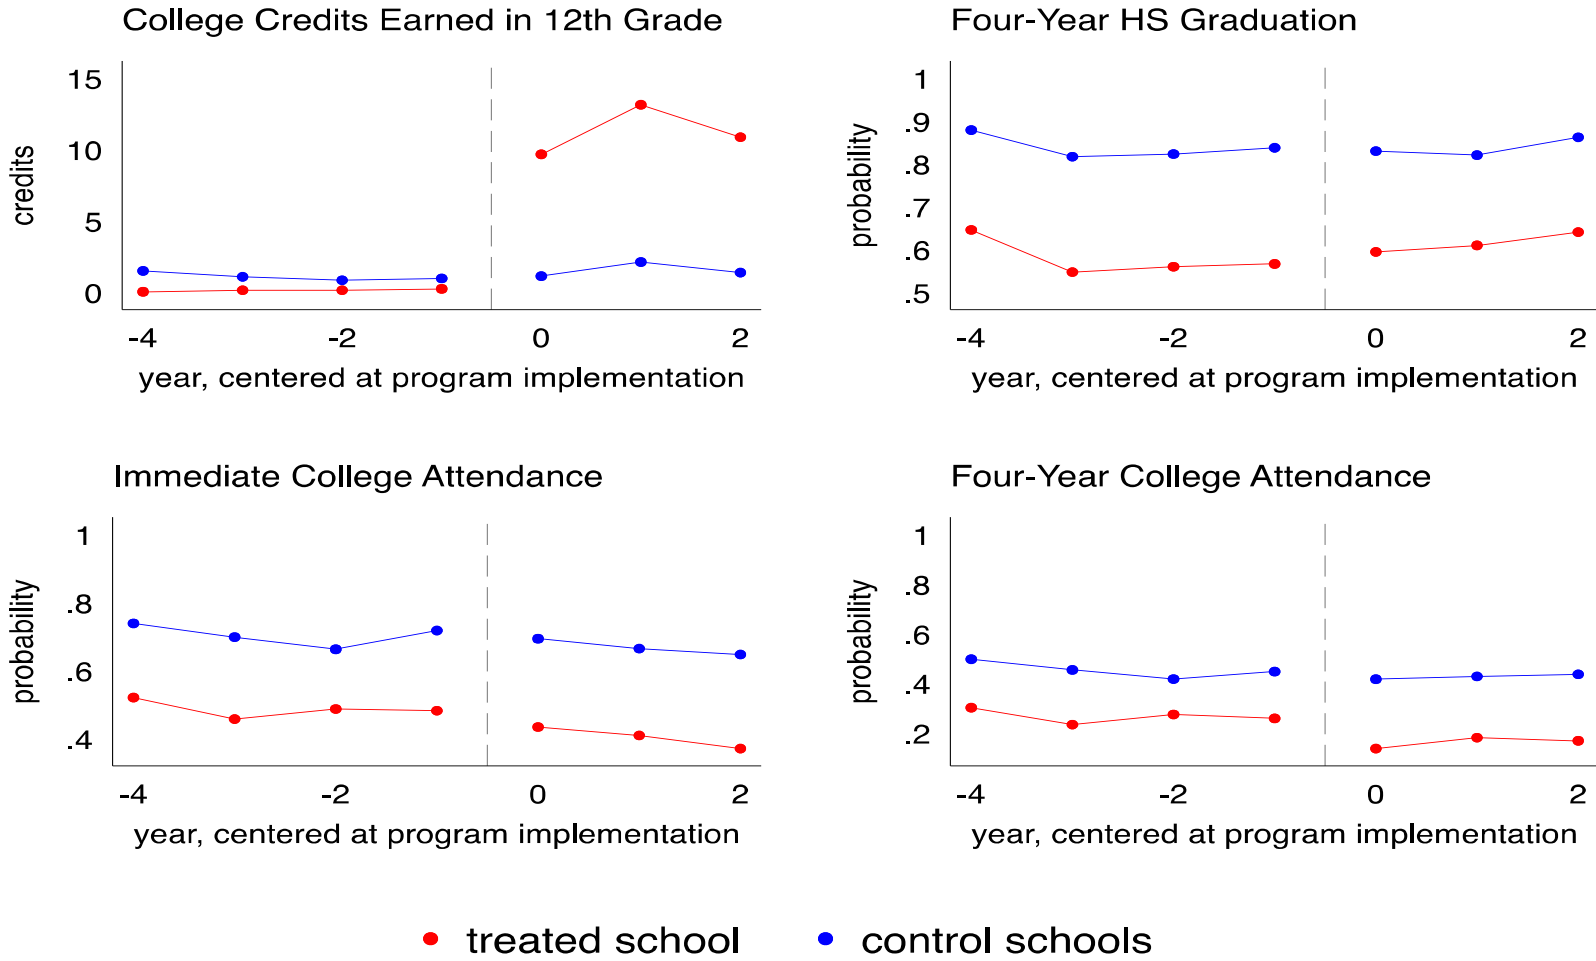 College Credits Earned in 12th Grade
credits
15
10
5
0
-4 -2 0 2
year, centered at program implementation
Four-Year HS Graduation
probability
1
.9
.8
.7
.6
.5
-4 -2 0 2
year, centered at program implementation
Immediate College Attendance
probability
1
.8
.6
.4
-4 -2 0 2
year, centered at program implementation
Four-Year College Attendance
probability
1
.8
.6
.4
.2
-4 -2 0 2
year, centered at program implementation
treated school control schools